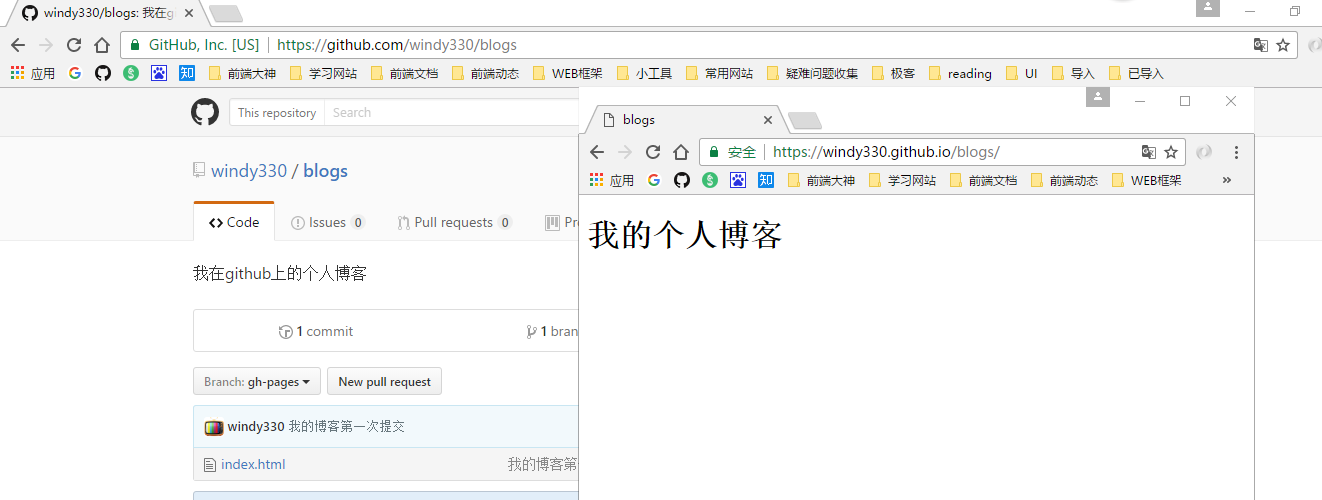 windy330/blogs: 我在g
GitHub, Inc. [US] https://github.com/windy330/blogs
应用 前端大神 学习网站 前端文档 前端动态 WEB框架 小工具 常用网站 疑难问题收集 极客 reading UI 导入 已导入
知
This repository Search
windy330 / blogs
Code Issues 0 Pull requests 0 Pr
我在github上的个人博客
1 commit 1 bran
Branch: gh-pages New pull request
windy330 我的博客第一次提交
index.html 我的博客第一
blogs
安全 https://windy330.github.io/blogs/
应用 知 前端大神 学习网站 前端文档 前端动态 WEB框架 »
我的个人博客